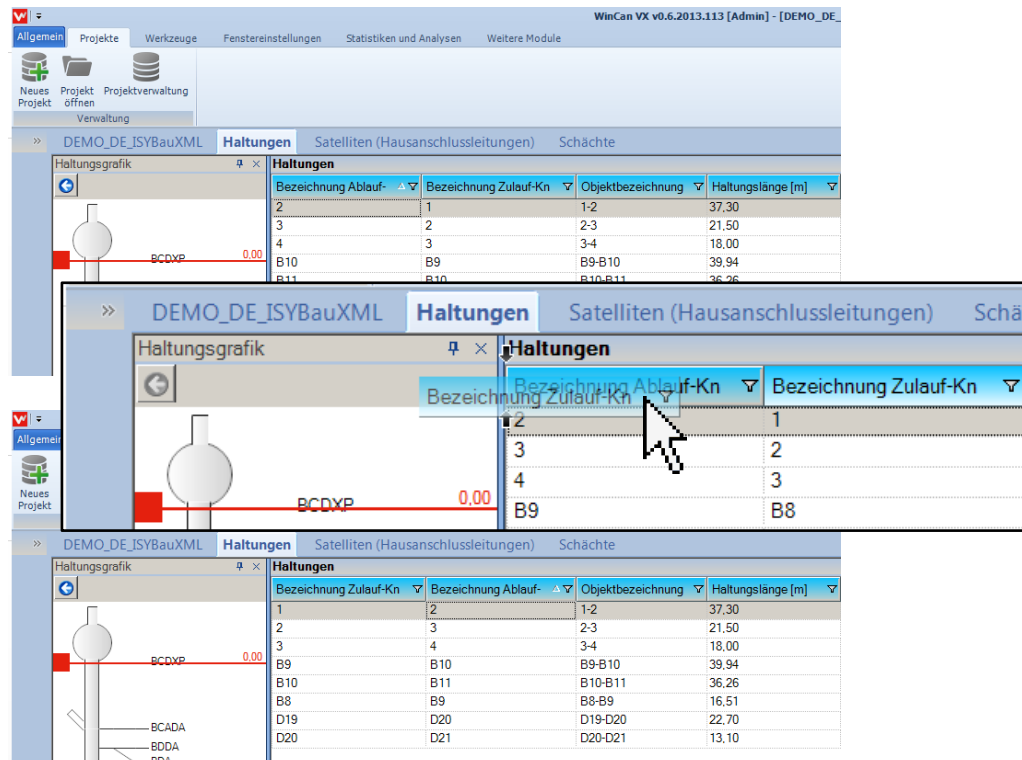 WinCan VX v0.6.2013.113 [Admin] - [DEMO_DE_
Allgemein Projekte Werkzeuge Fenstereinstellungen Statistiken und Analysen Weitere Module
Neues Projekt Projektverwaltung
Projekt öffnen
Verwaltung
» DEMO_DE_ISYBauXML Haltungen Satelliten (Hausanschlussleitungen) Schächte
Haltungsgrafik Haltungen
Bezeichnung Ablauf- Bezeichnung Zulauf-Kn Objektbezeichnung Haltungslänge [m]
2 1 1-2 37,30
3 2 2-3 21,50
4 3 3-4 18,00
BCDXP 0,00
B10 B9 B9-B10 39,94
B11 B10 B10-B11 36,26
» DEMO_DE_ISYBauXML Haltungen Satelliten (Hausanschlussleitungen) Schä
Haltungsgrafik Haltungen
Bezeichnung Ablauf-Kn Bezeichnung Zulauf-Kn
Bezeichnung Zulauf-Kn
2 1
3 2
4 3
BCDXP 0,00
B9 B8
Allgemei
Neues
Projekt
» DEMO_DE_ISYBauXML Haltungen Satelliten (Hausanschlussleitungen) Schächte
Haltungsgrafik Haltungen
Bezeichnung Zulauf-Kn Bezeichnung Ablauf- Objektbezeichnung Haltungslänge [m]
1 2 1-2 37,30
2 3 2-3 21,50
3 4 3-4 18,00
BCDXP 0,00
B9 B10 B9-B10 39,94
B10 B11 B10-B11 36,26
B8 B9 B8-B9 16,51
D19 D20 D19-D20 22,70
BCADA
D20 D21 D20-D21 13,10
BDDA